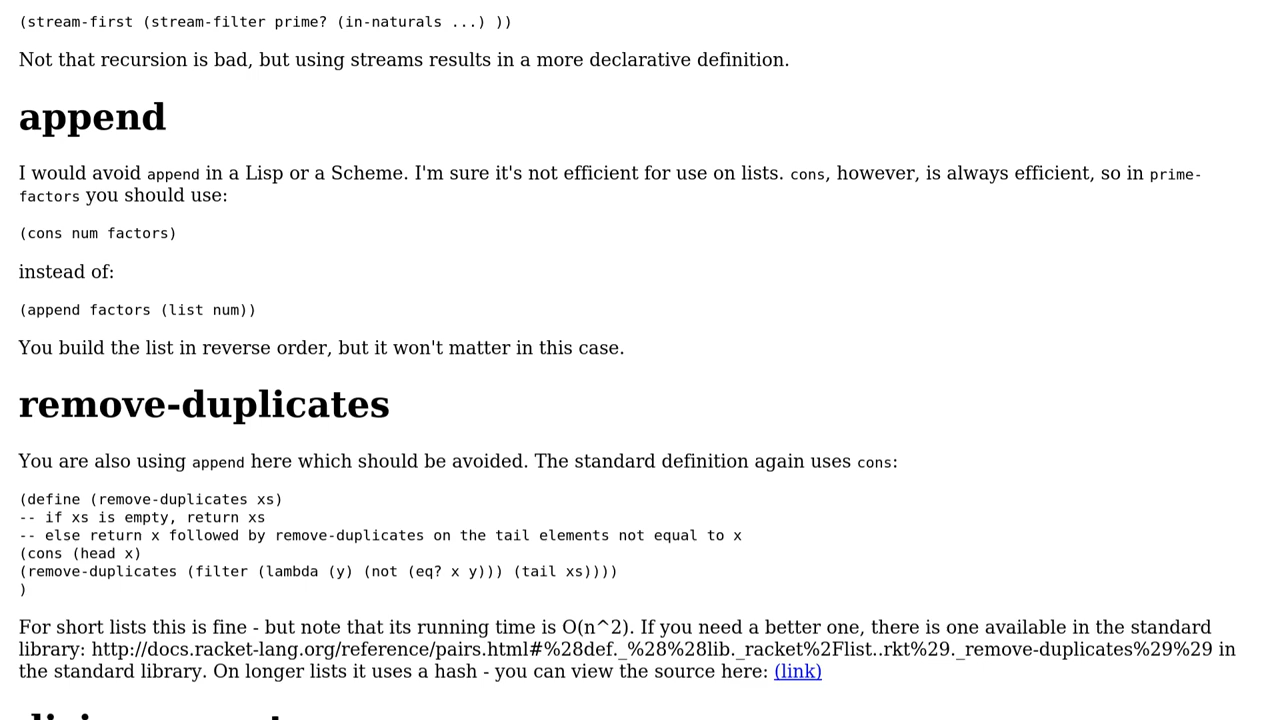 (stream-first (stream-filter prime? (in-naturals ...) ))
Not that recursion is bad, but using streams results in a more declarative definition.
append
I would avoid append in a Lisp or a Scheme. I'm sure it's not efficient for use on lists. cons, however, is always efficient, so in prime-
factors you should use:
(cons num factors)
instead of:
(append factors (list num))
You build the list in reverse order, but it won't matter in this case.
remove-duplicates
You are also using append here which should be avoided. The standard definition again uses cons:
(define (remove-duplicates xs)
-- if xs is empty, return xs
-- else return x followed by remove-duplicates on the tail elements not equal to x
(cons (head x)
(remove-duplicates (filter (lambda (y) (not (eq? x y))) (tail xs))))
)
For short lists this is fine - but note that its running time is O(n^2). If you need a better one, there is one available in the standard
library: http://docs.racket-lang.org/reference/pairs.html#%28def._%28%28lib._racket%2Flist..rkt%29._remove-duplicates%29%29 in
the standard library. On longer lists it uses a hash - you can view the source here: (link)